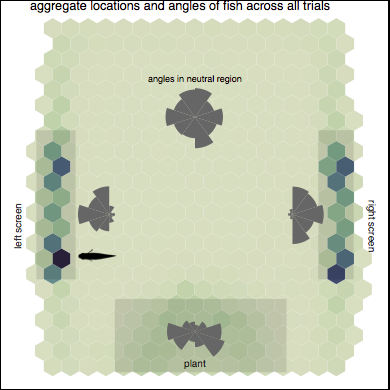 aggregate locations and angles of fish across all trials
angles in neutral region
left screen
right screen
plant